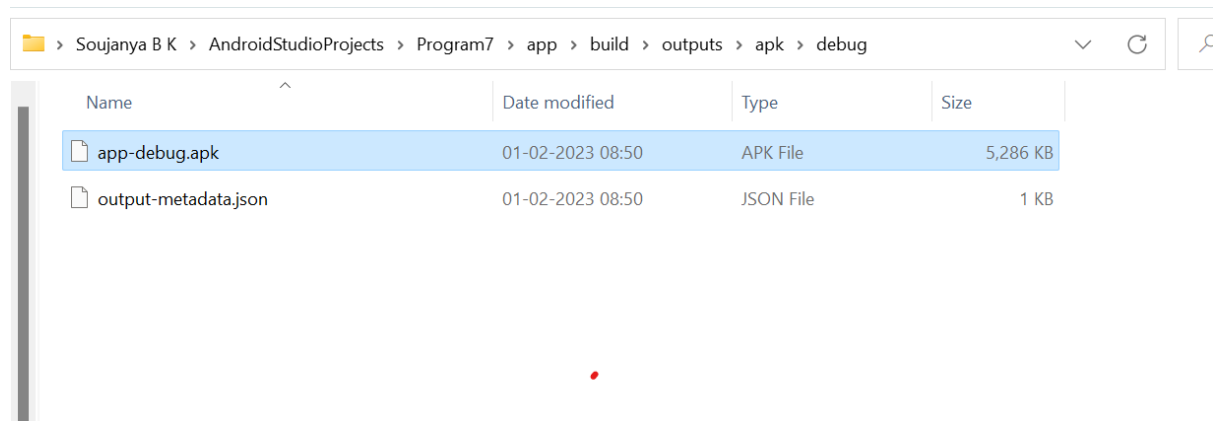 Soujanya B K > AndroidStudioProjects > Program7 > app > build > outputs > apk > debug
Name Date modified Type Size
app-debug.apk 01-02-2023 08:50 APK File 5,286 KB
output-metadata.json 01-02-2023 08:50 JSON File 1 KB